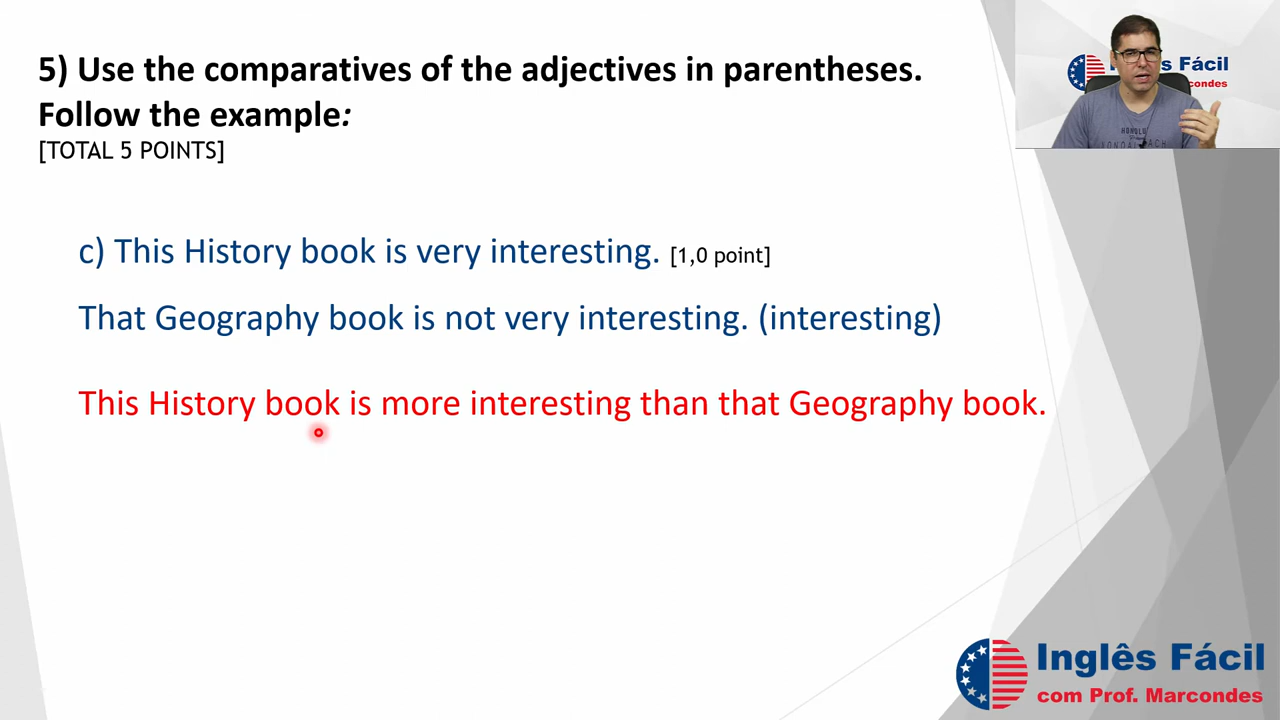 5) Use the comparatives of the adjectives in parentheses.
Follow the example:
[TOTAL 5 POINTS]
c) This History book is very interesting. [1,0 point]
That Geography book is not very interesting. (interesting)
This History book is more interesting than that Geography book.
Fácil
condes
HONOLU
Inglês Fácil
com Prof. Marcondes